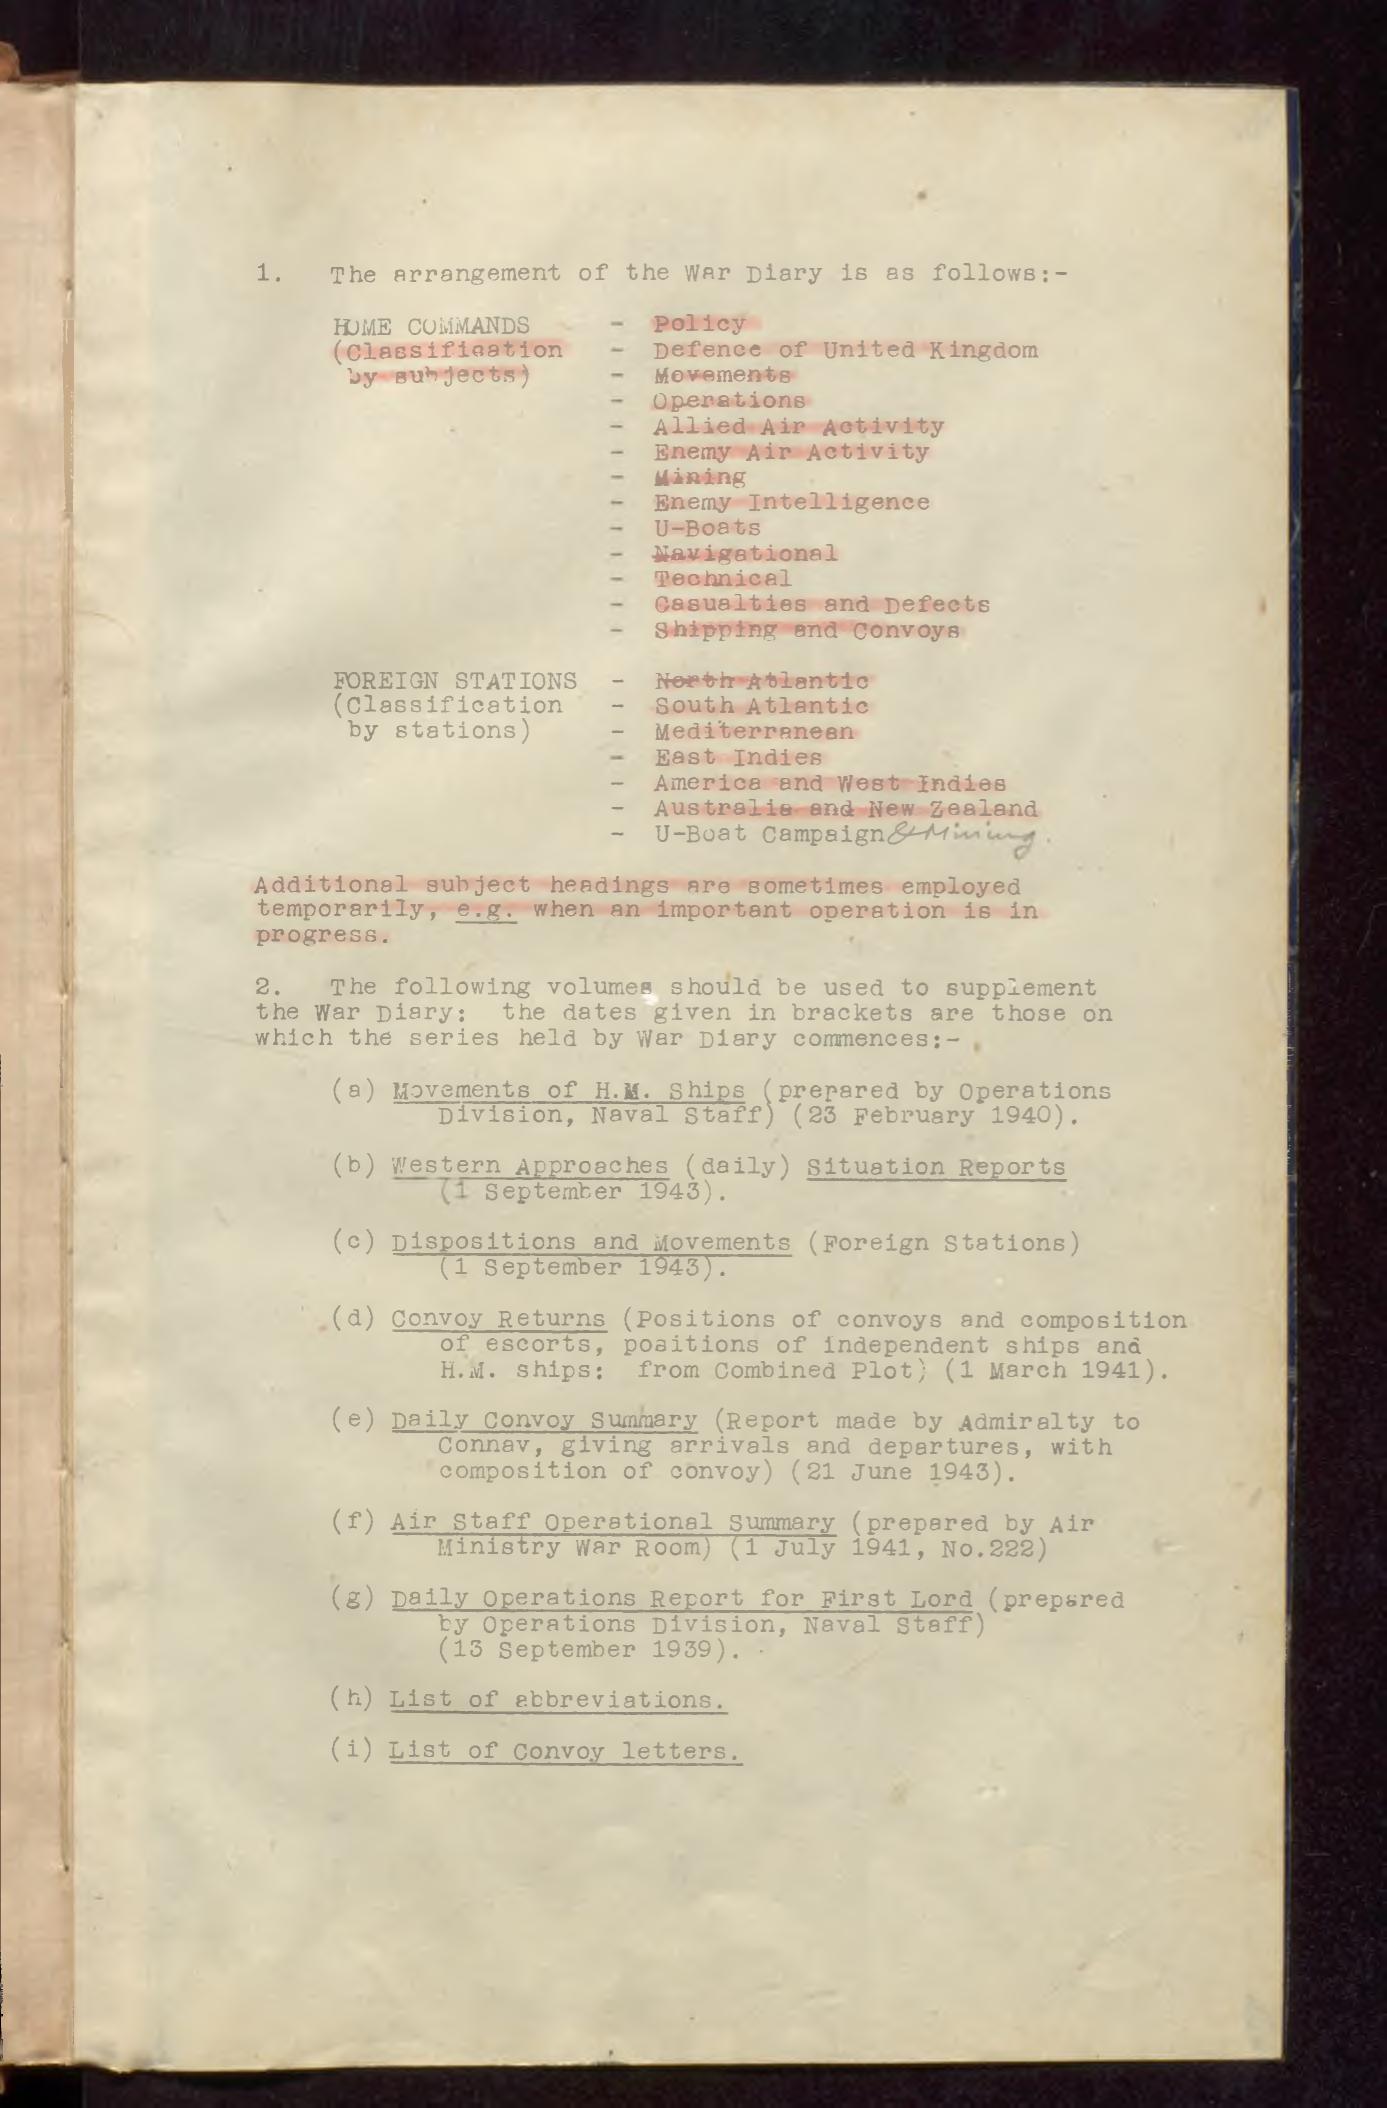 1. The arrangement of the War Diary is as follows:-
HOME COMMANDS - Policy
(Classification - Defence of United Kingdom
by subjects) - Movements
- Operations
- Allied Air Activity
- Enemy Air Activity
- Mining
- Enemy Intelligence
- U-Boats
- Navigational
- Technical
- Casualties and Defects
- Shipping and Convoys
FOREIGN STATIONS - North Atlantic
(Classification - South Atlantic
by stations) - Mediterranean
- East Indies
- America and West Indies
- Australia and New Zealand
- U-Boat Campaign & Mining.
Additional subject headings are sometimes employed
temporarily, e.g. when an important operation is in
progress.
2. The following volumes should be used to supplement
the War Diary: the dates given in brackets are those on
which the series held by War Diary commences:-
(a) Movements of H.M. Ships (prepared by Operations
Division, Naval Staff) (23 February 1940).
(b) Western Approaches (daily) Situation Reports
(1 September 1943).
(c) Dispositions and Movements (Foreign Stations)
(1 September 1943).
(d) Convoy Returns (Positions of convoys and composition
of escorts, positions of independent ships and
H.M. ships: from Combined Plot) (1 March 1941).
(e) Daily Convoy Summary (Report made by Admiralty to
Connav, giving arrivals and departures, with
composition of convoy) (21 June 1943).
(f) Air Staff Operational Summary (prepared by Air
Ministry War Room) (1 July 1941, No.222)
(g) Daily Operations Report for First Lord (prepared
by Operations Division, Naval Staff)
(13 September 1939).
(h) List of abbreviations.
(i) List of Convoy letters.